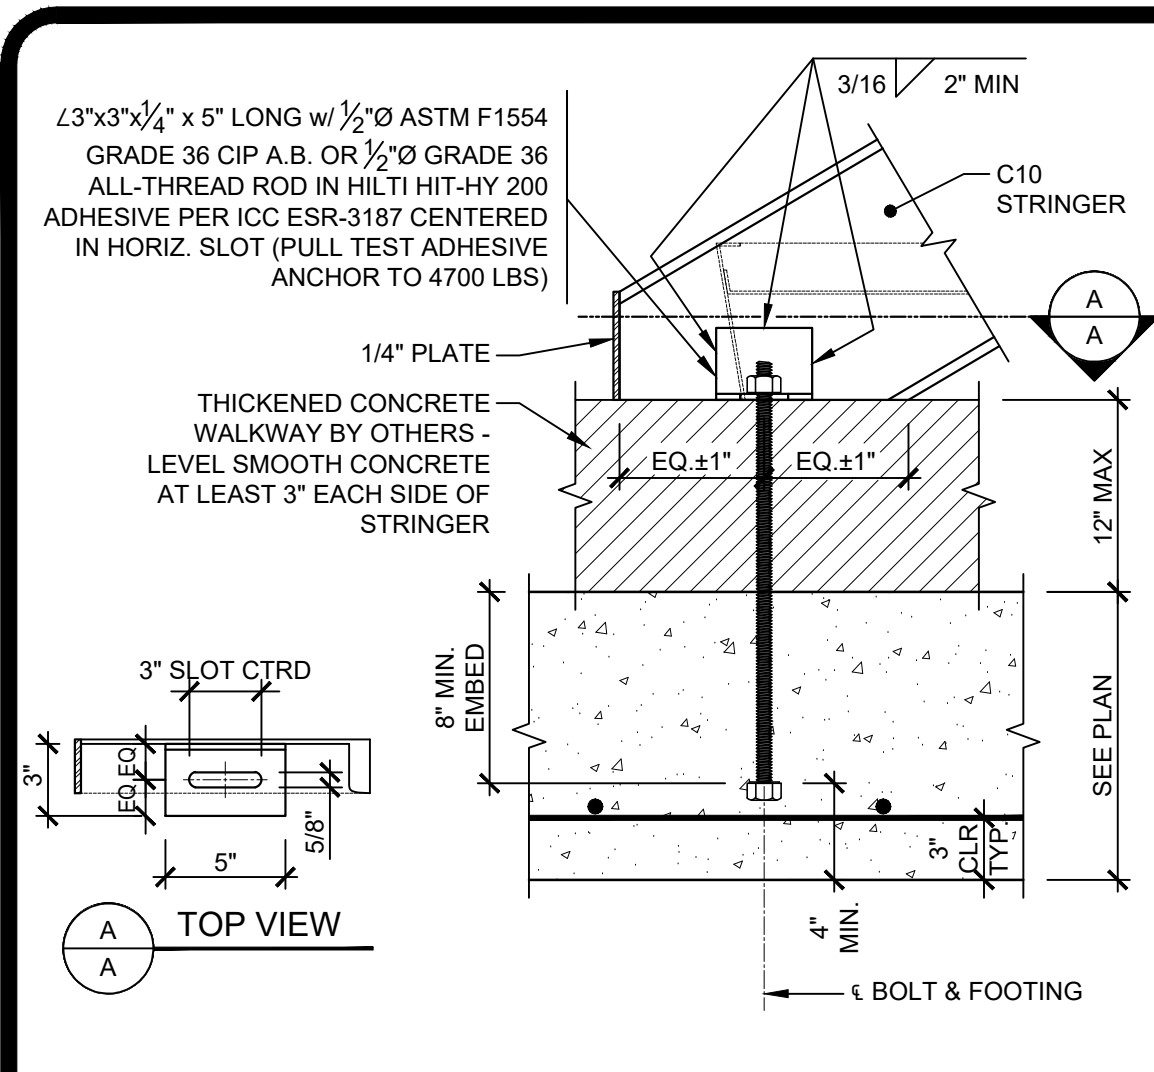 3/16 2" MIN
∠3"x3"x1/4" x 5" LONG w/ 1/2"Ø ASTM F1554
GRADE 36 CIP A.B. OR 1/2"Ø GRADE 36
ALL-THREAD ROD IN HILTI HIT-HY 200
ADHESIVE PER ICC ESR-3187 CENTERED
IN HORIZ. SLOT (PULL TEST ADHESIVE
ANCHOR TO 4700 LBS)
C10
STRINGER
A
A
1/4" PLATE
THICKENED CONCRETE
WALKWAY BY OTHERS -
LEVEL SMOOTH CONCRETE
AT LEAST 3" EACH SIDE OF
STRINGER
EQ.±1" EQ.±1"
12" MAX
8" MIN.
EMBED
SEE PLAN
3"
CLR
TYP.
4"
MIN.
℄ BOLT & FOOTING
3" SLOT CTRD
3"
EQ
EQ
5/8"
5"
A
A
TOP VIEW